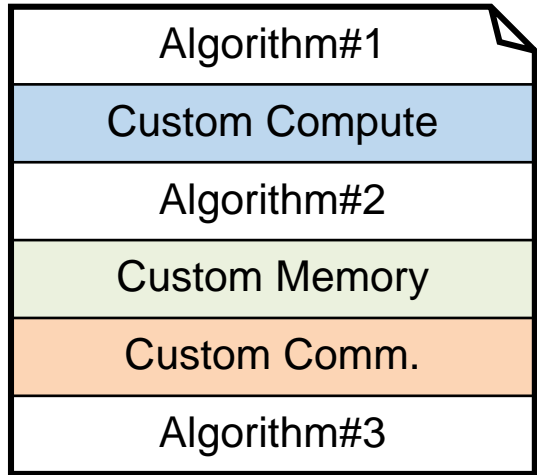 Algorithm#1
Custom Compute
Algorithm#2
Custom Memory
Custom Comm.
Algorithm#3